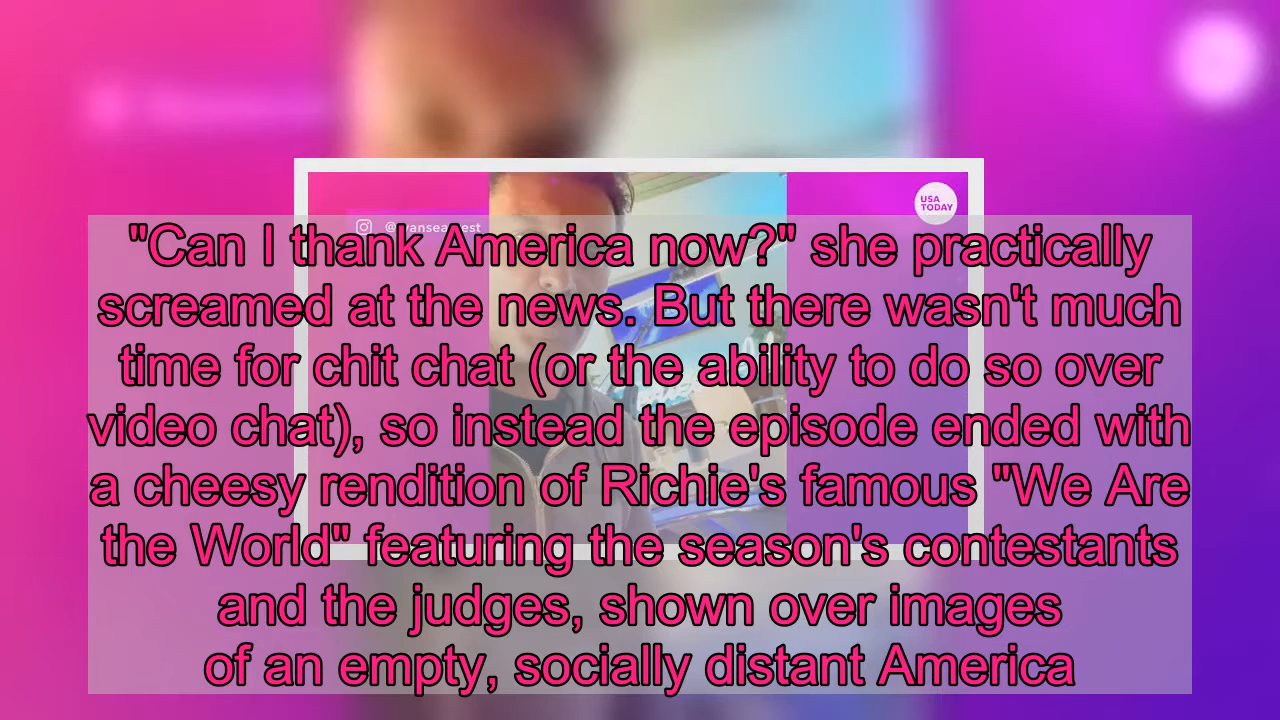 USA
TODAY
"Can I thank America now?" she practically
screamed at the news. But there wasn't much
time for chit chat (or the ability to do so over
video chat), so instead the episode ended with
a cheesy rendition of Richie's famous "We Are
the World" featuring the season's contestants
and the judges, shown over images
of an empty, socially distant America